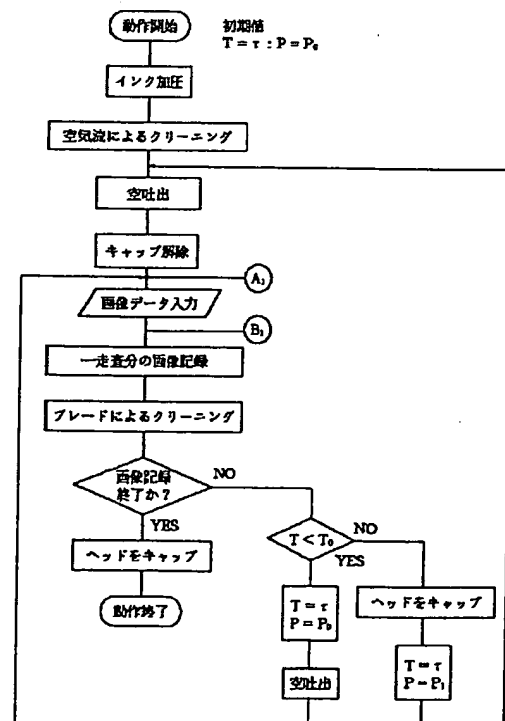 動作開始
初期値
T = τ : P = P₀
インク加圧
空気流によるクリーニング
空吐出
キャップ解除
A₁
画像データ入力
B₁
一走査分の画像記録
ブレードによるクリーニング
画像記録
終了か?
NO
YES
T < T₀
NO
YES
ヘッドをキャップ
動作終了
T = τ
P = P₀
ヘッドをキャップ
空吐出
T = τ
P = P₁